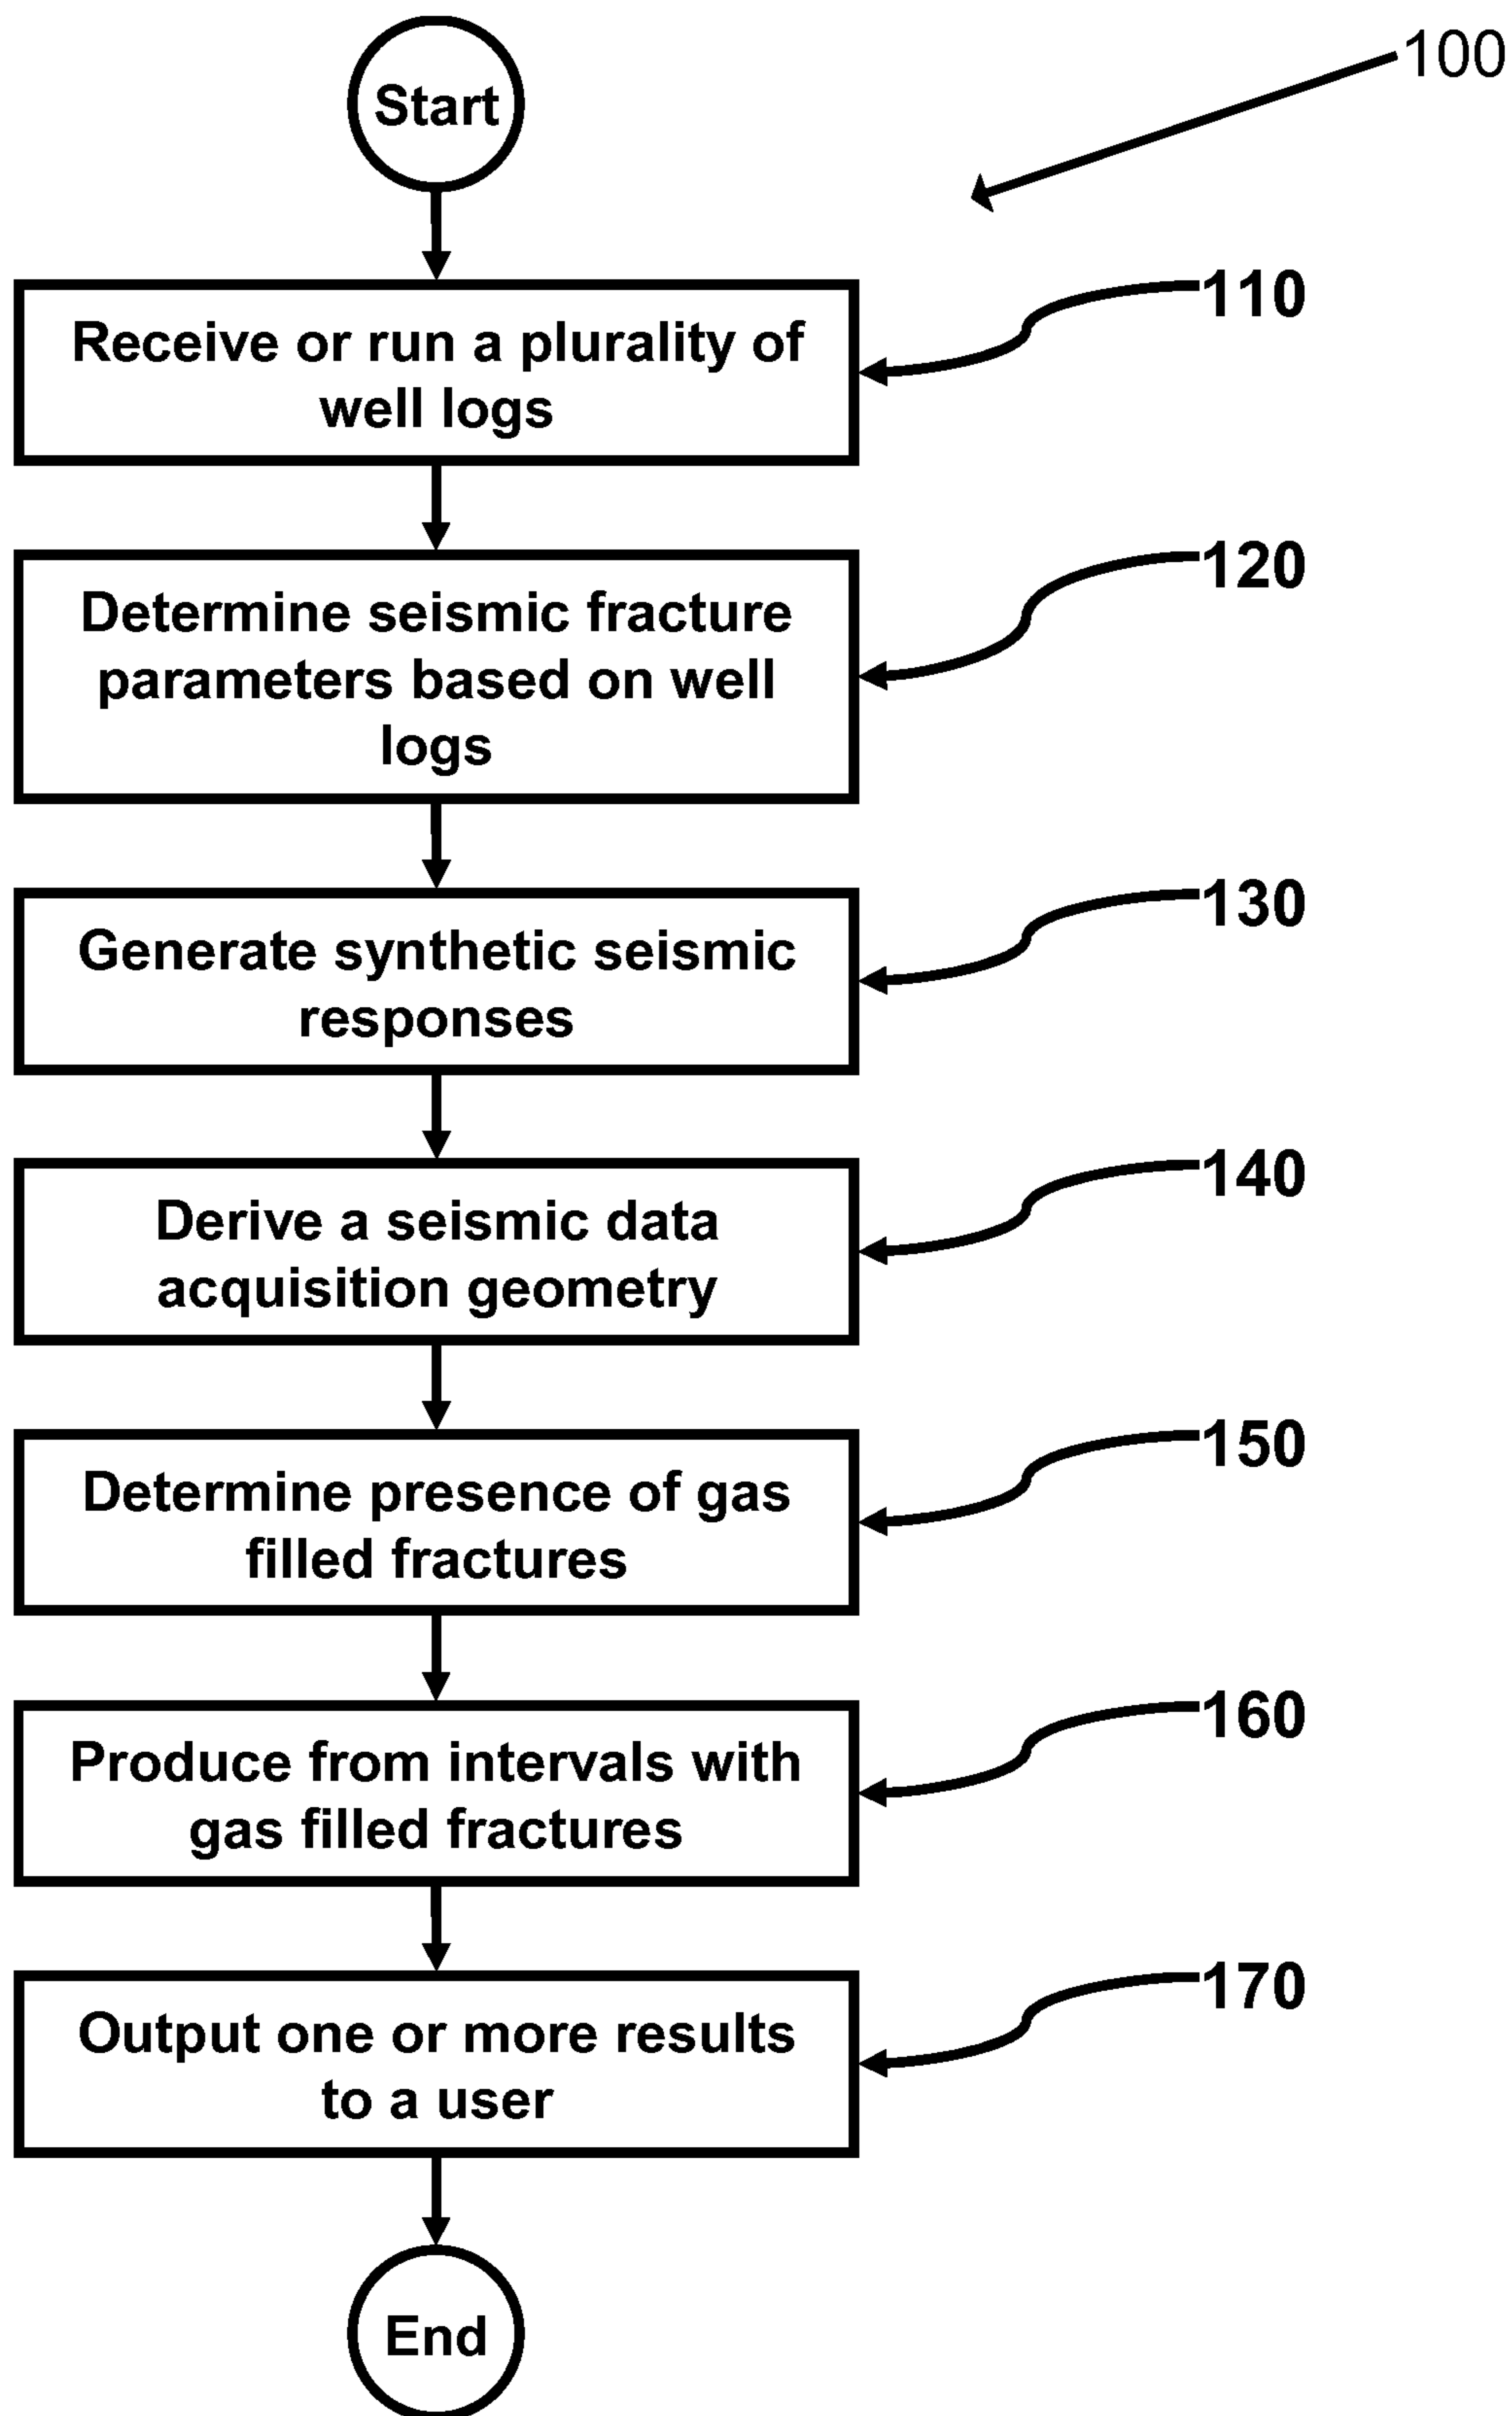 Start
100
Receive or run a plurality of
well logs
110
Determine seismic fracture
parameters based on well
logs
120
Generate synthetic seismic
responses
130
Derive a seismic data
acquisition geometry
140
Determine presence of gas
filled fractures
150
Produce from intervals with
gas filled fractures
160
Output one or more results
to a user
170
End